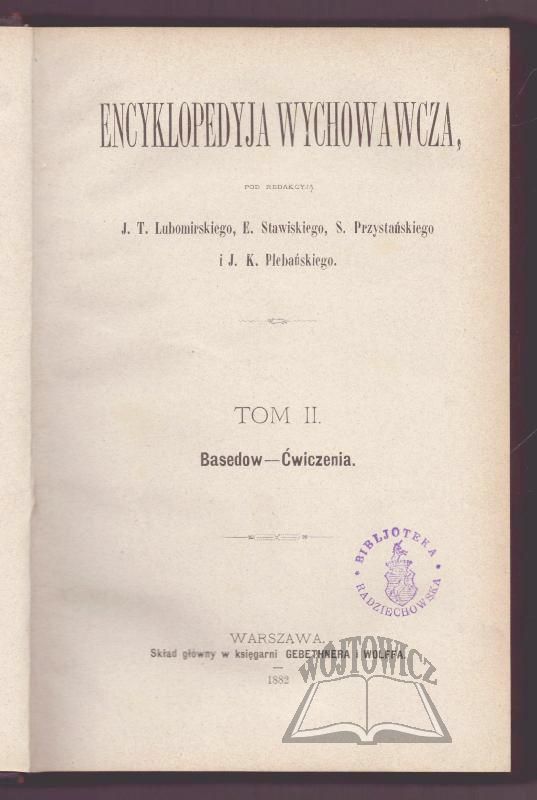 ENCYKLOPEDYJA WYCHOWAWCZA,
POD REDAKCYJĄ
J. T. Lubomirskiego, E. Stawiskiego, S. Przystańskiego
i J. K. Plebańskiego.
TOM II.
Basedow—Ćwiczenia.
BIBLJOTEKA
RADZIECHOWSKA
WARSZAWA.
Skład główny w księgarni GEBETHNERA i WOLFFA.
1882
WÓJTOWICZ